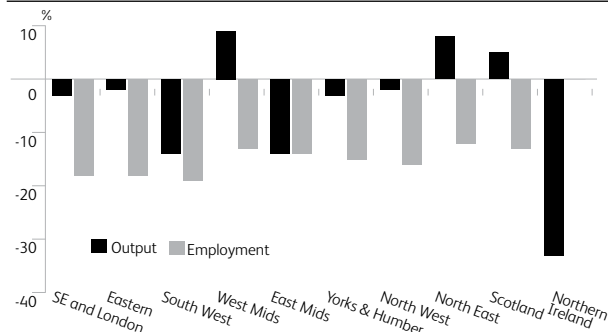 %
10
0
-10
-20
-30
-40
Output
Employment
SE and London
Eastern
South West
West Mids
East Mids
Yorks & Humber
North West
North East
Scotland
Northern
Ireland